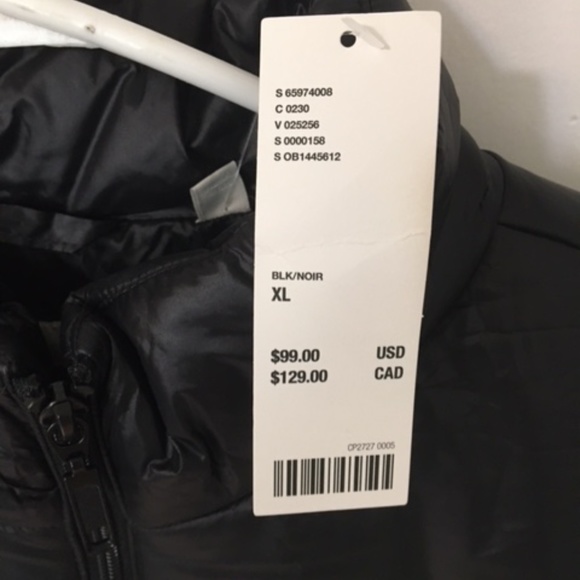 S 65974008
C 0230
V 025256
S 0000158
S OB1445612
BLK/NOIR
XL
$99.00 USD
$129.00 CAD
CP2727 0005